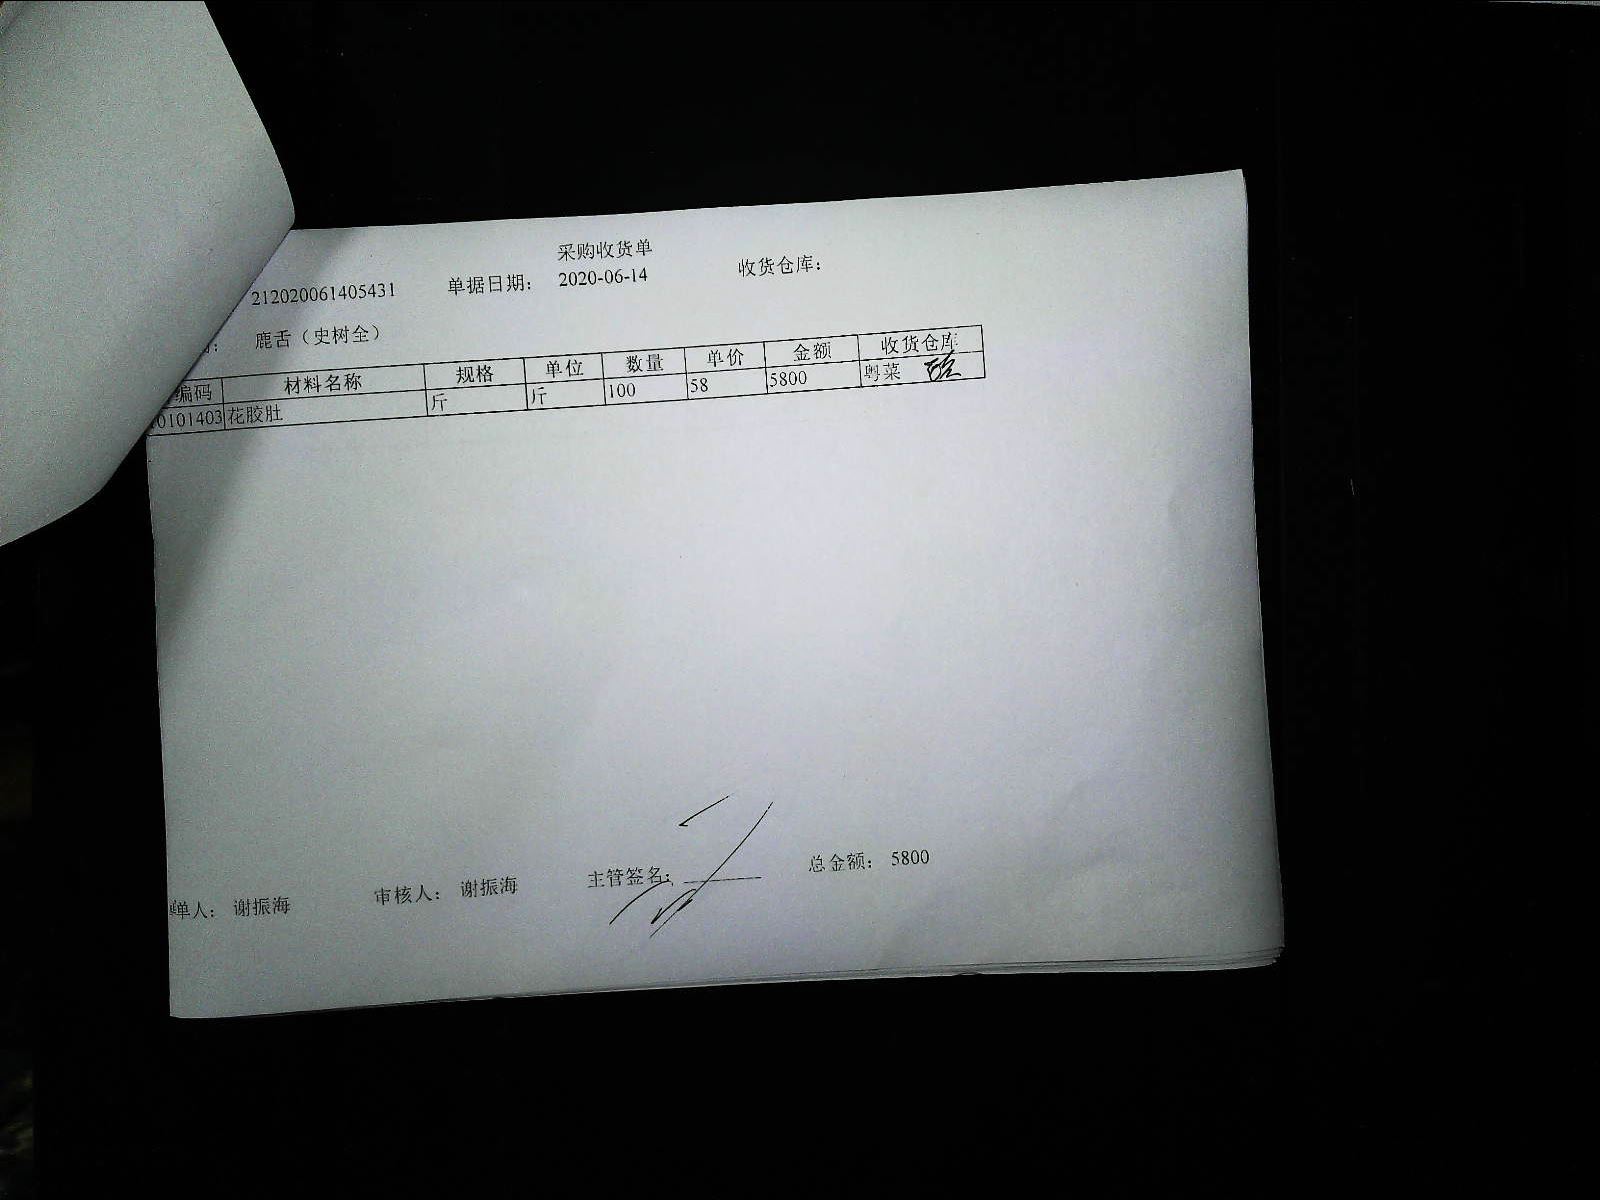 采购收货单
212020061405431 单据日期： 2020-06-14 收货仓库：
鹿舌（史树全）
编码 材料名称 规格 单位 数量 单价 金额 收货仓库
0101403 花胶肚 斤 斤 100 58 5800 粤菜
单人： 谢振海 审核人： 谢振海 主管签名： 总金额： 5800